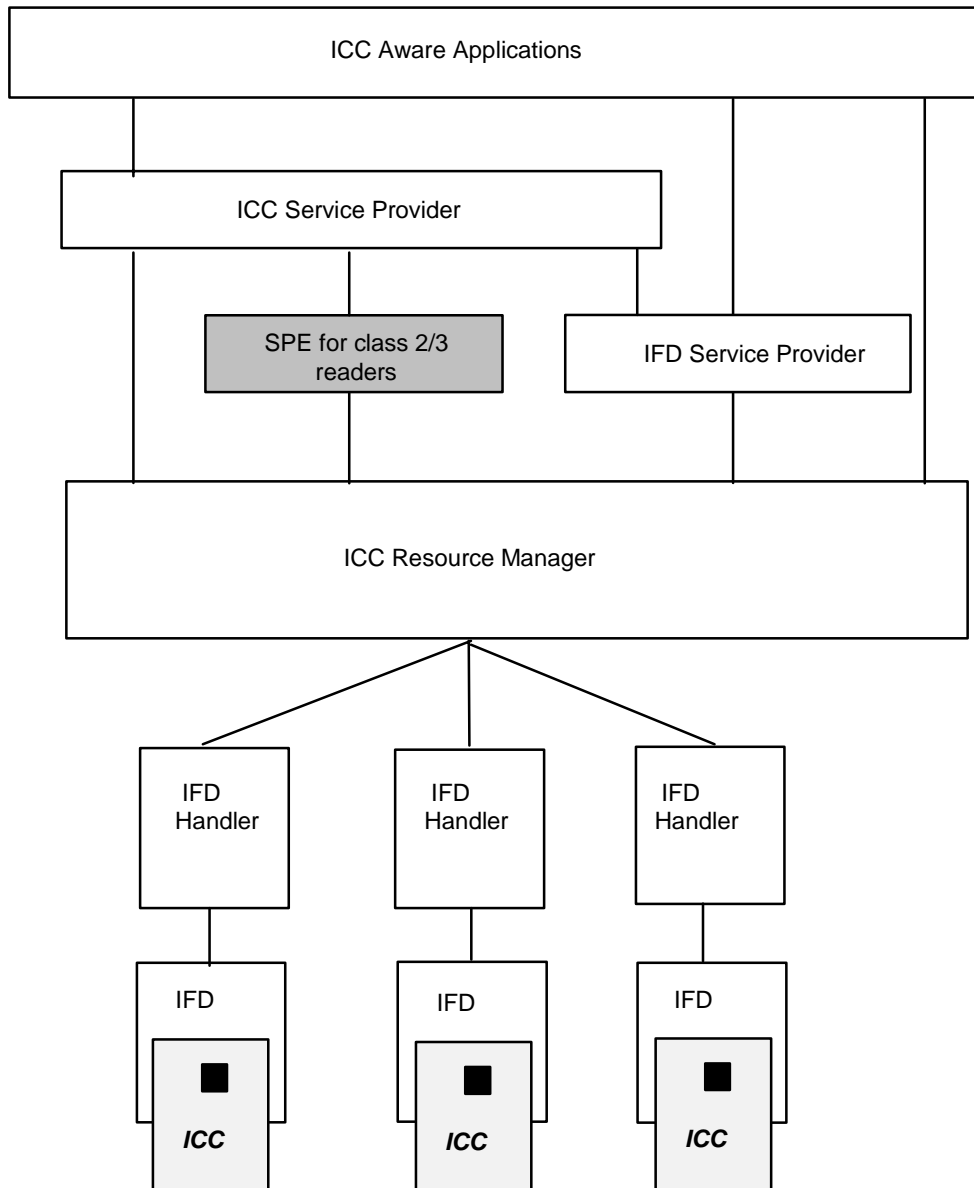 ICC Aware Applications
ICC Service Provider
SPE for class 2/3
readers
IFD Service Provider
ICC Resource Manager
IFD
Handler
IFD
Handler
IFD
Handler
IFD
IFD
IFD
ICC
ICC
ICC